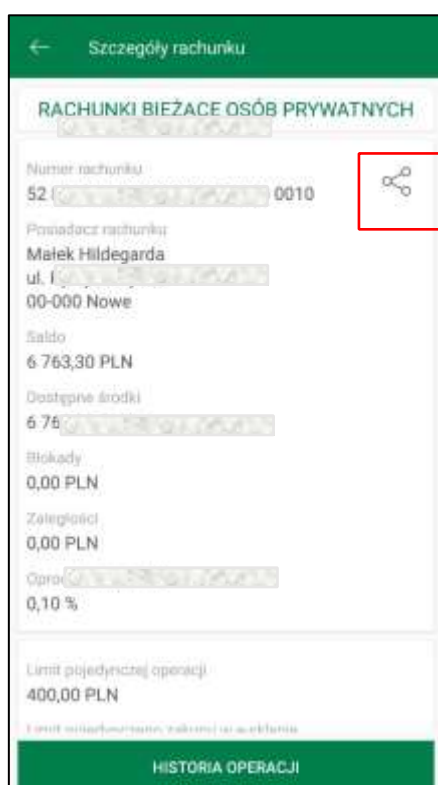 Szczegóły rachunku
RACHUNKI BIEŻACE OSÓB PRYWATNYCH
Numer rachunku
52 0010
Posiadacz rachunku
Małek Hildegarda
ul.
00-000 Nowe
Saldo
6 763,30 PLN
Dostępne środki
6 76
Blokady
0,00 PLN
Zaległości
0,00 PLN
0,10 %
Limit pojedynczej operacji
400,00 PLN
HISTORIA OPERACJI